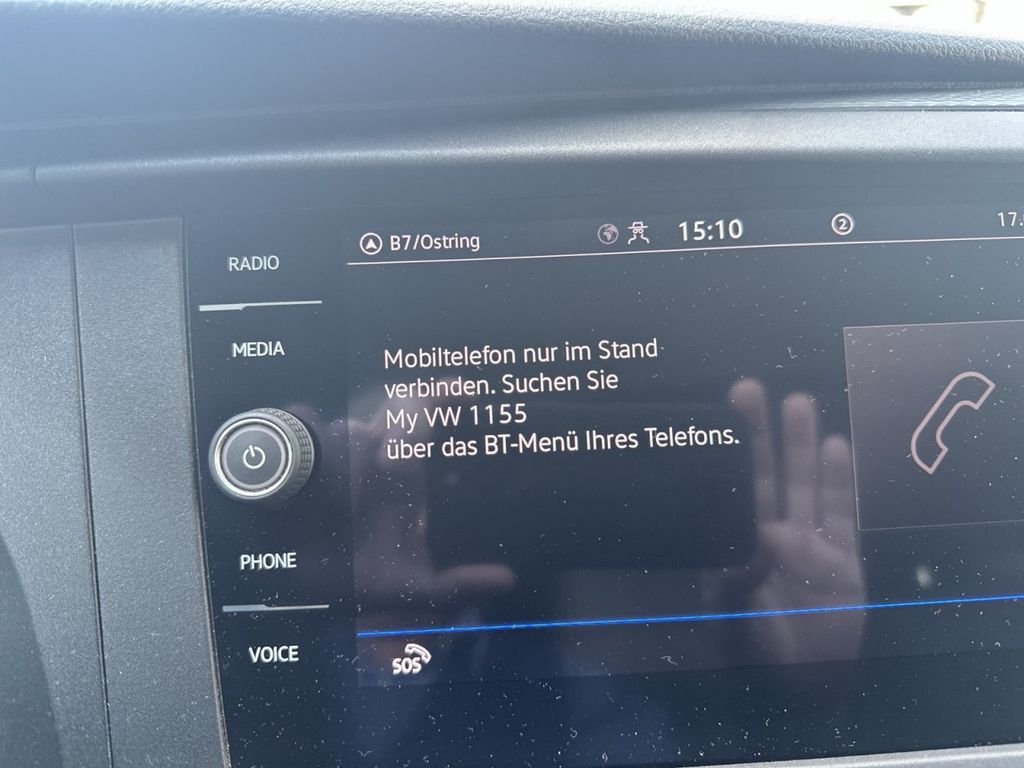 B7/Ostring
15:10
2
17.
RADIO
MEDIA
PHONE
VOICE
Mobiltelefon nur im Stand
verbinden. Suchen Sie
My VW 1155
über das BT-Menü Ihres Telefons.
SOS